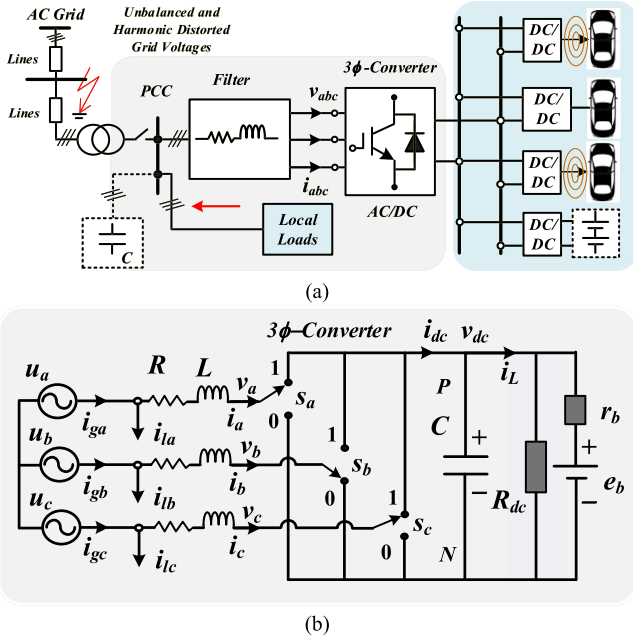 AC Grid
Unbalanced and
Harmonic Distorted
Grid Voltages
Lines
Lines
PCC
Filter
3ϕ-Converter
v_abc
i_abc
AC/DC
Local
Loads
C
DC/
DC
DC/
DC
DC/
DC
DC/
DC
(a)
3ϕ–Converter
i_dc
v_dc
i_L
u_a
R
L
v_a
1
s_a
0
i_ga
i_la
i_a
P
C
+
−
r_b
+
e_b
−
R_dc
u_b
v_b
1
s_b
0
i_gb
i_lb
i_b
u_c
v_c
1
s_c
0
i_gc
i_lc
i_c
N
(b)